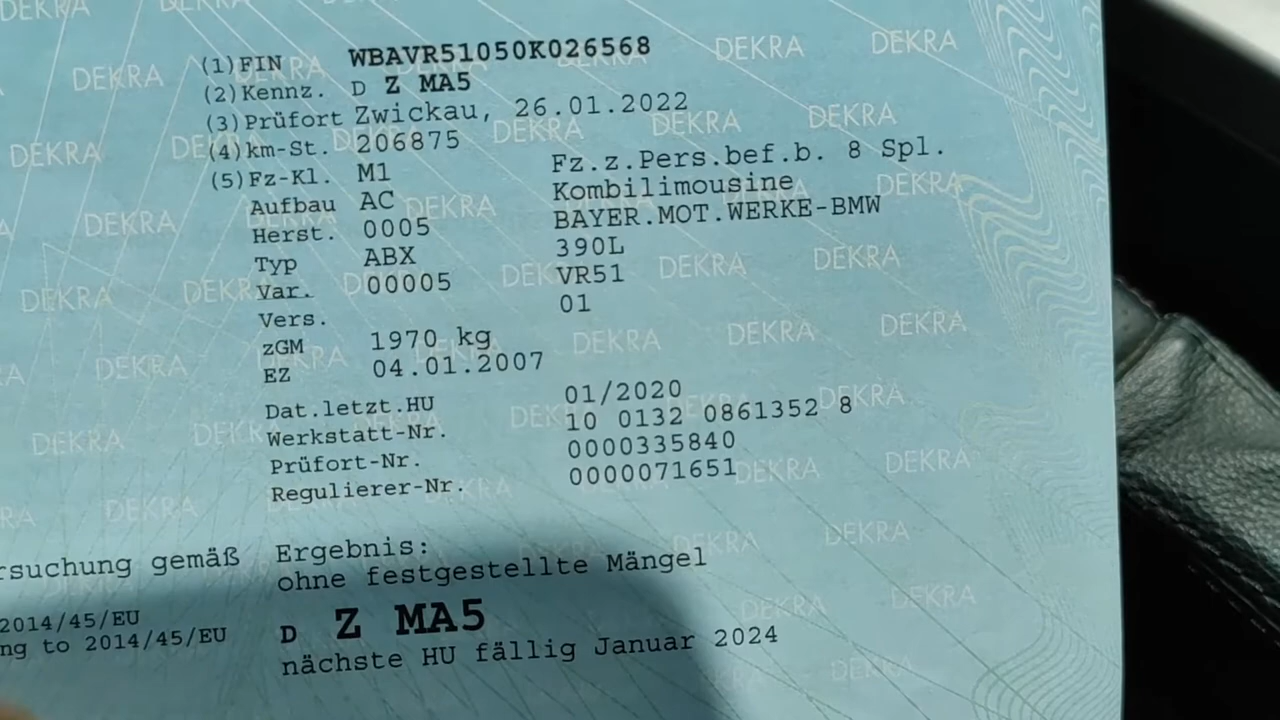 (1)FIN WBAVR51050K026568
(2)Kennz. D Z MA5
(3)Prüfort Zwickau, 26.01.2022
(4)km-St. 206875
(5)Fz-Kl. M1 Fz.z.Pers.bef.b. 8 Spl.
Aufbau AC Kombilimousine
Herst. 0005 BAYER.MOT.WERKE-BMW
Typ ABX 390L
Var. 00005 VR51
Vers. 01
zGM 1970 kg
EZ 04.01.2007
Dat.letzt.HU 01/2020
Werkstatt-Nr. 10 0132 0861352 8
Prüfort-Nr. 0000335840
Regulierer-Nr. 0000071651
rsuchung gemäß Ergebnis:
ohne festgestellte Mängel
2014/45/EU
ng to 2014/45/EU D Z MA5
nächste HU fällig Januar 2024
DEKRA